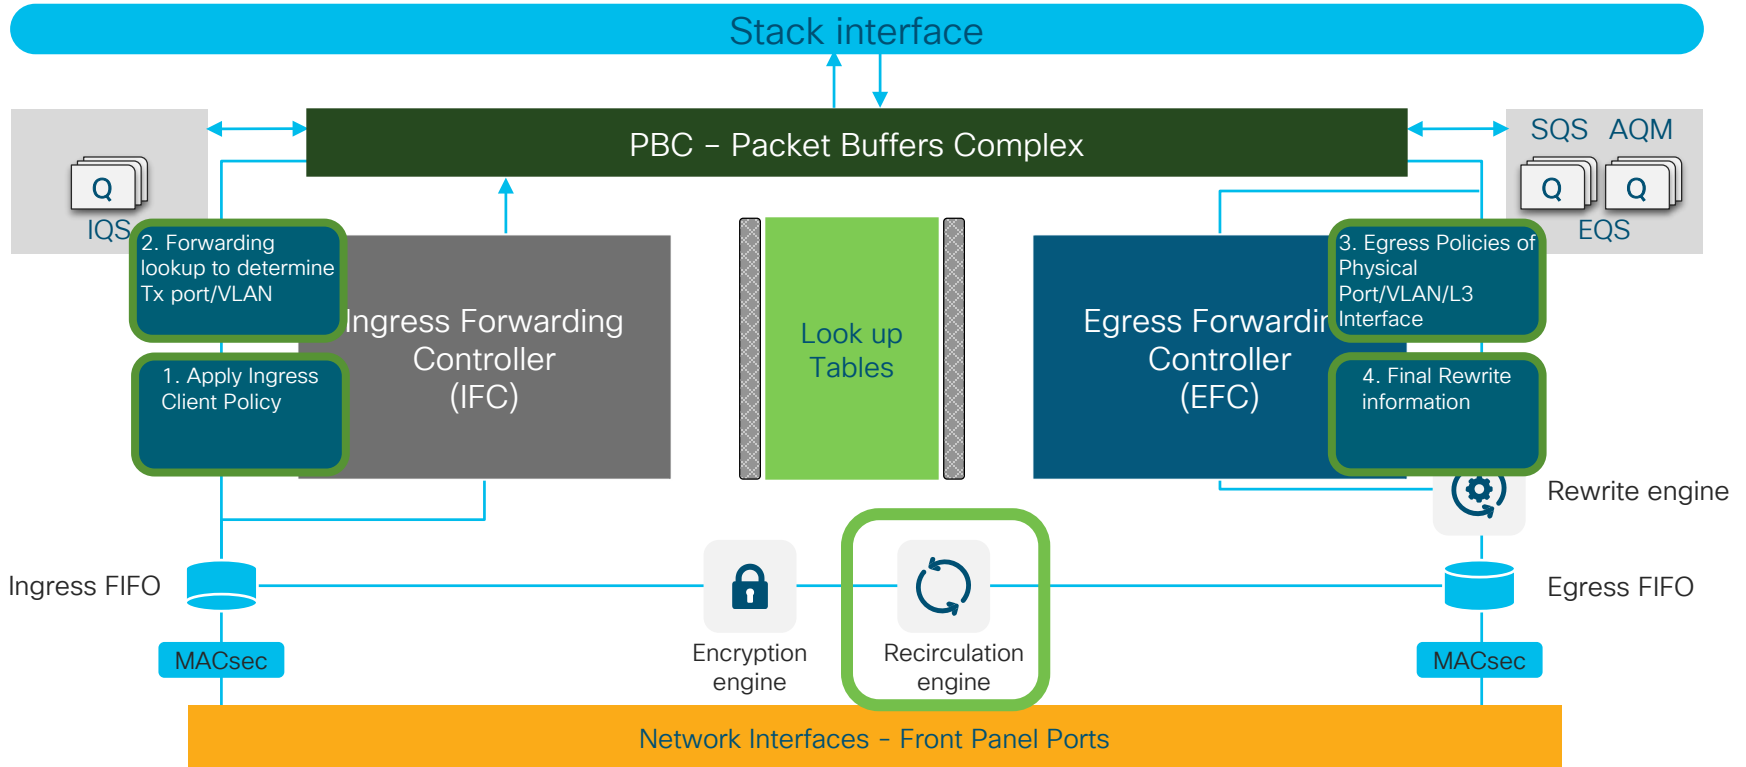 Stack interface
PBC – Packet Buffers Complex
Q
IQS
SQS AQM
Q Q
EQS
2. Forwarding
lookup to determine
Tx port/VLAN
1. Apply Ingress
Client Policy
Ingress Forwarding
Controller
(IFC)
Look up
Tables
Egress Forwardin
Controller
(EFC)
3. Egress Policies of
Physical
Port/VLAN/L3
Interface
4. Final Rewrite
information
Rewrite engine
Ingress FIFO
Egress FIFO
Encryption
engine
Recirculation
engine
MACsec
MACsec
Network Interfaces - Front Panel Ports